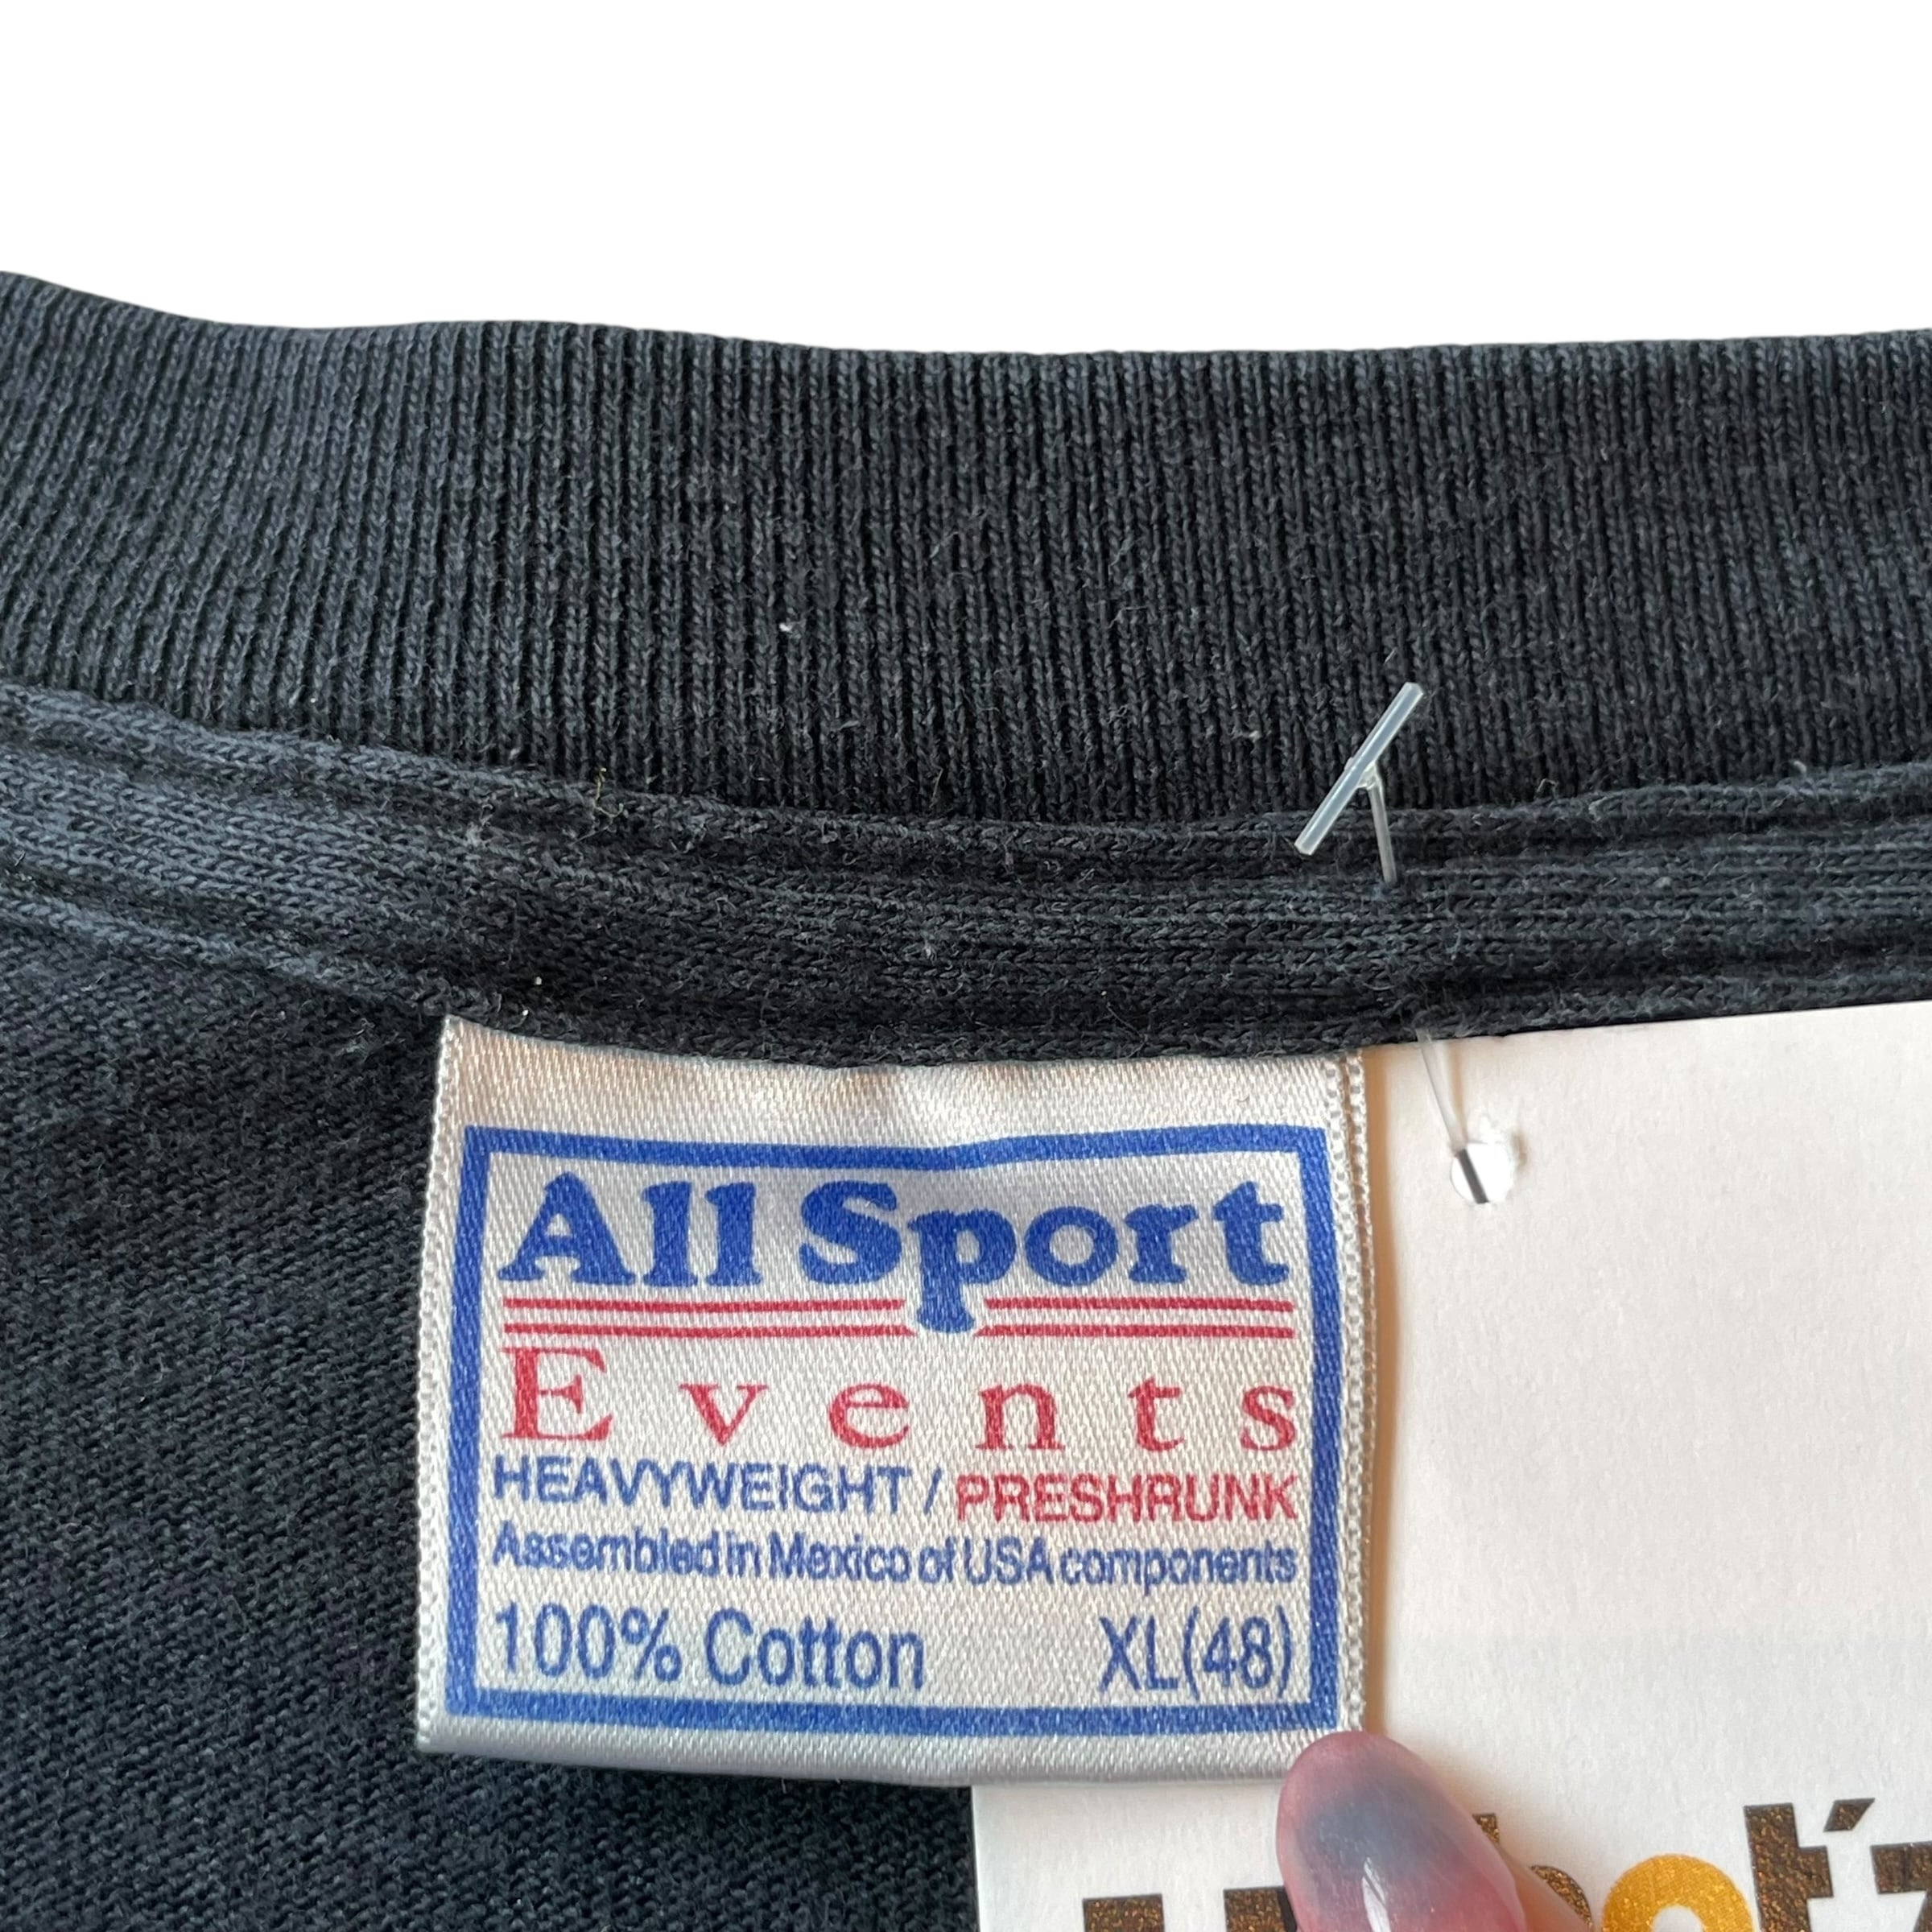 All Sport
Events
HEAVYWEIGHT / PRESHRUNK
Assembled in Mexico of USA components
100% Cotton XL(48)